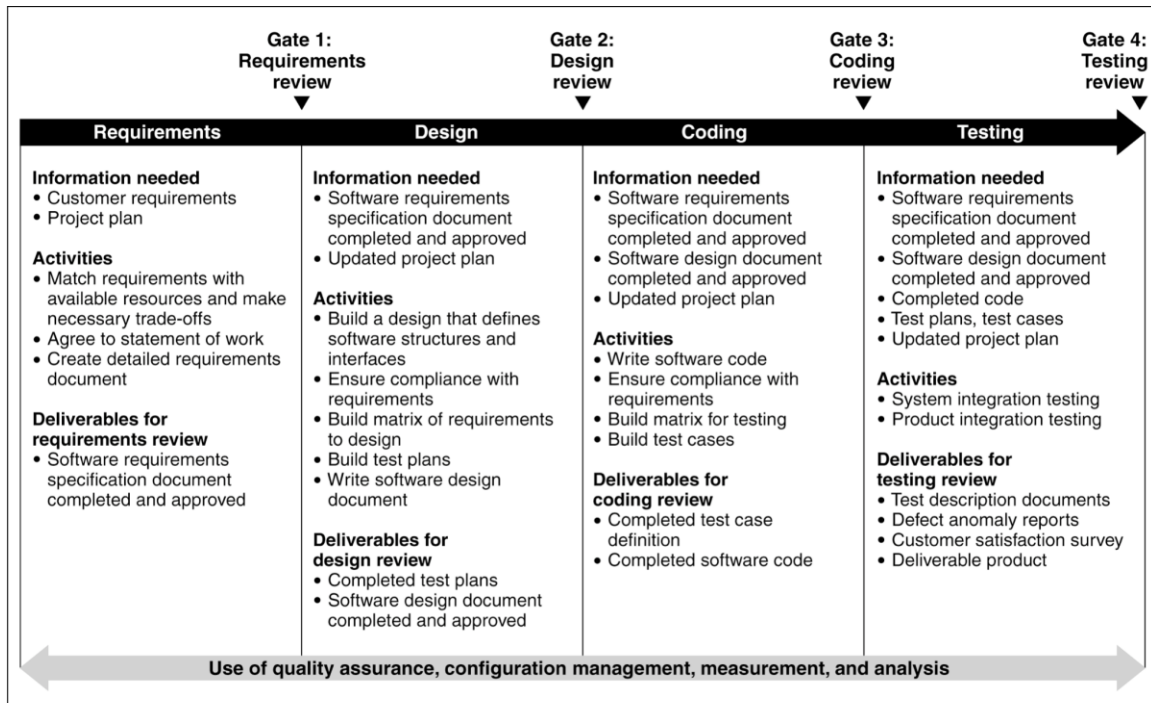 Gate 1:
Requirements
review
Gate 2:
Design
review
Gate 3:
Coding
review
Gate 4:
Testing
review
Requirements
Design
Coding
Testing
Information needed
• Customer requirements
• Project plan
Activities
• Match requirements with
available resources and make
necessary trade-offs
• Agree to statement of work
• Create detailed requirements
document
Deliverables for
requirements review
• Software requirements
specification document
completed and approved
Information needed
• Software requirements
specification document
completed and approved
• Updated project plan
Activities
• Build a design that defines
software structures and
interfaces
• Ensure compliance with
requirements
• Build matrix of requirements
to design
• Build test plans
• Write software design
document
Deliverables for
design review
• Completed test plans
• Software design document
completed and approved
Information needed
• Software requirements
specification document
completed and approved
• Software design document
completed and approved
• Updated project plan
Activities
• Write software code
• Ensure compliance with
requirements
• Build matrix for testing
• Build test cases
Deliverables for
coding review
• Completed test case
definition
• Completed software code
Information needed
• Software requirements
specification document
completed and approved
• Software design document
completed and approved
• Completed code
• Test plans, test cases
• Updated project plan
Activities
• System integration testing
• Product integration testing
Deliverables for
testing review
• Test description documents
• Defect anomaly reports
• Customer satisfaction survey
• Deliverable product
Use of quality assurance, configuration management, measurement, and analysis